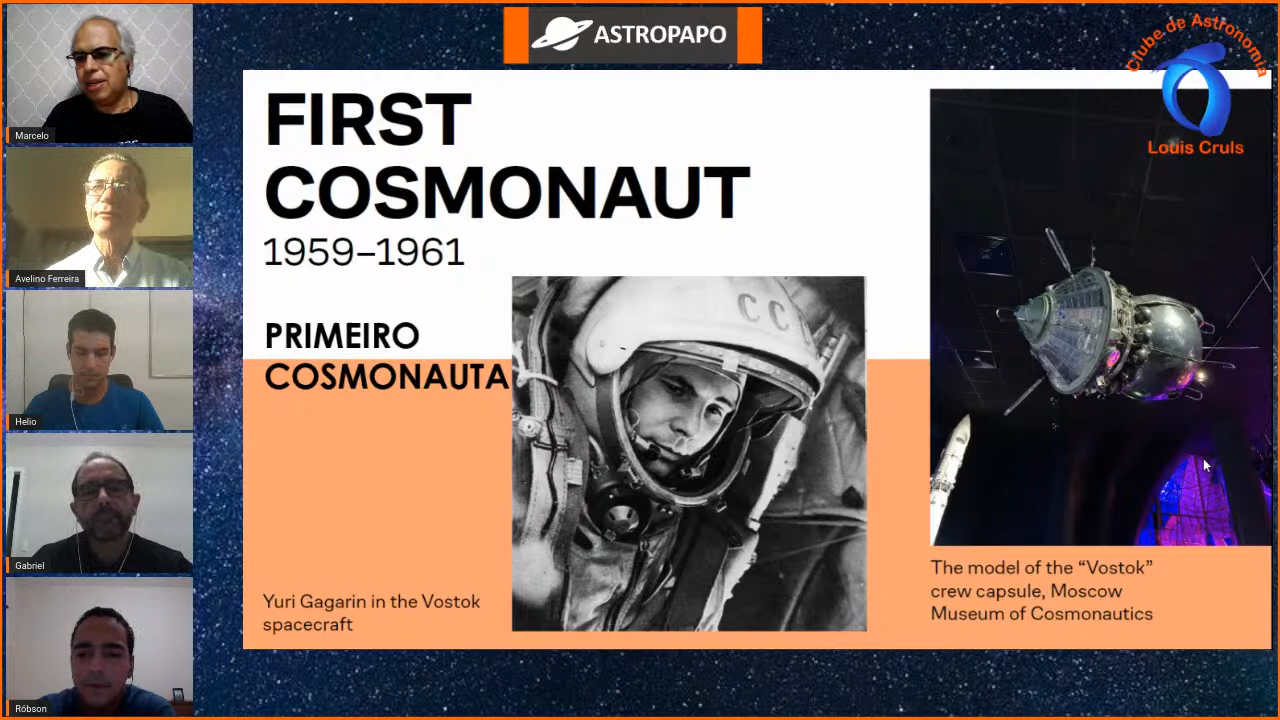 ASTROPAPO
Clube de Astronomia
Louis Cruls
FIRST
COSMONAUT
1959–1961
PRIMEIRO
COSMONAUTA
CC
Yuri Gagarin in the Vostok
spacecraft
The model of the “Vostok”
crew capsule, Moscow
Museum of Cosmonautics
Marcelo
Avelino Ferreira
Helio
Gabriel
Róbson